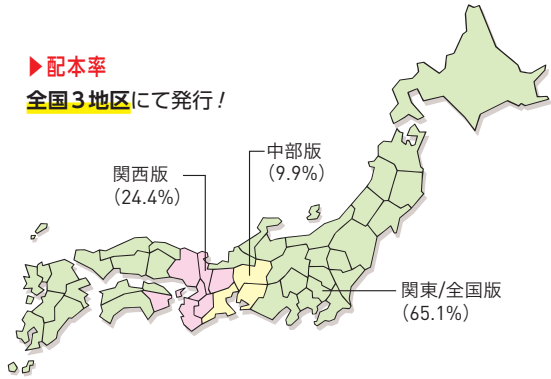 ▶配本率
全国3地区にて発行!
中部版
(9.9%)
関西版
(24.4%)
関東/全国版
(65.1%)